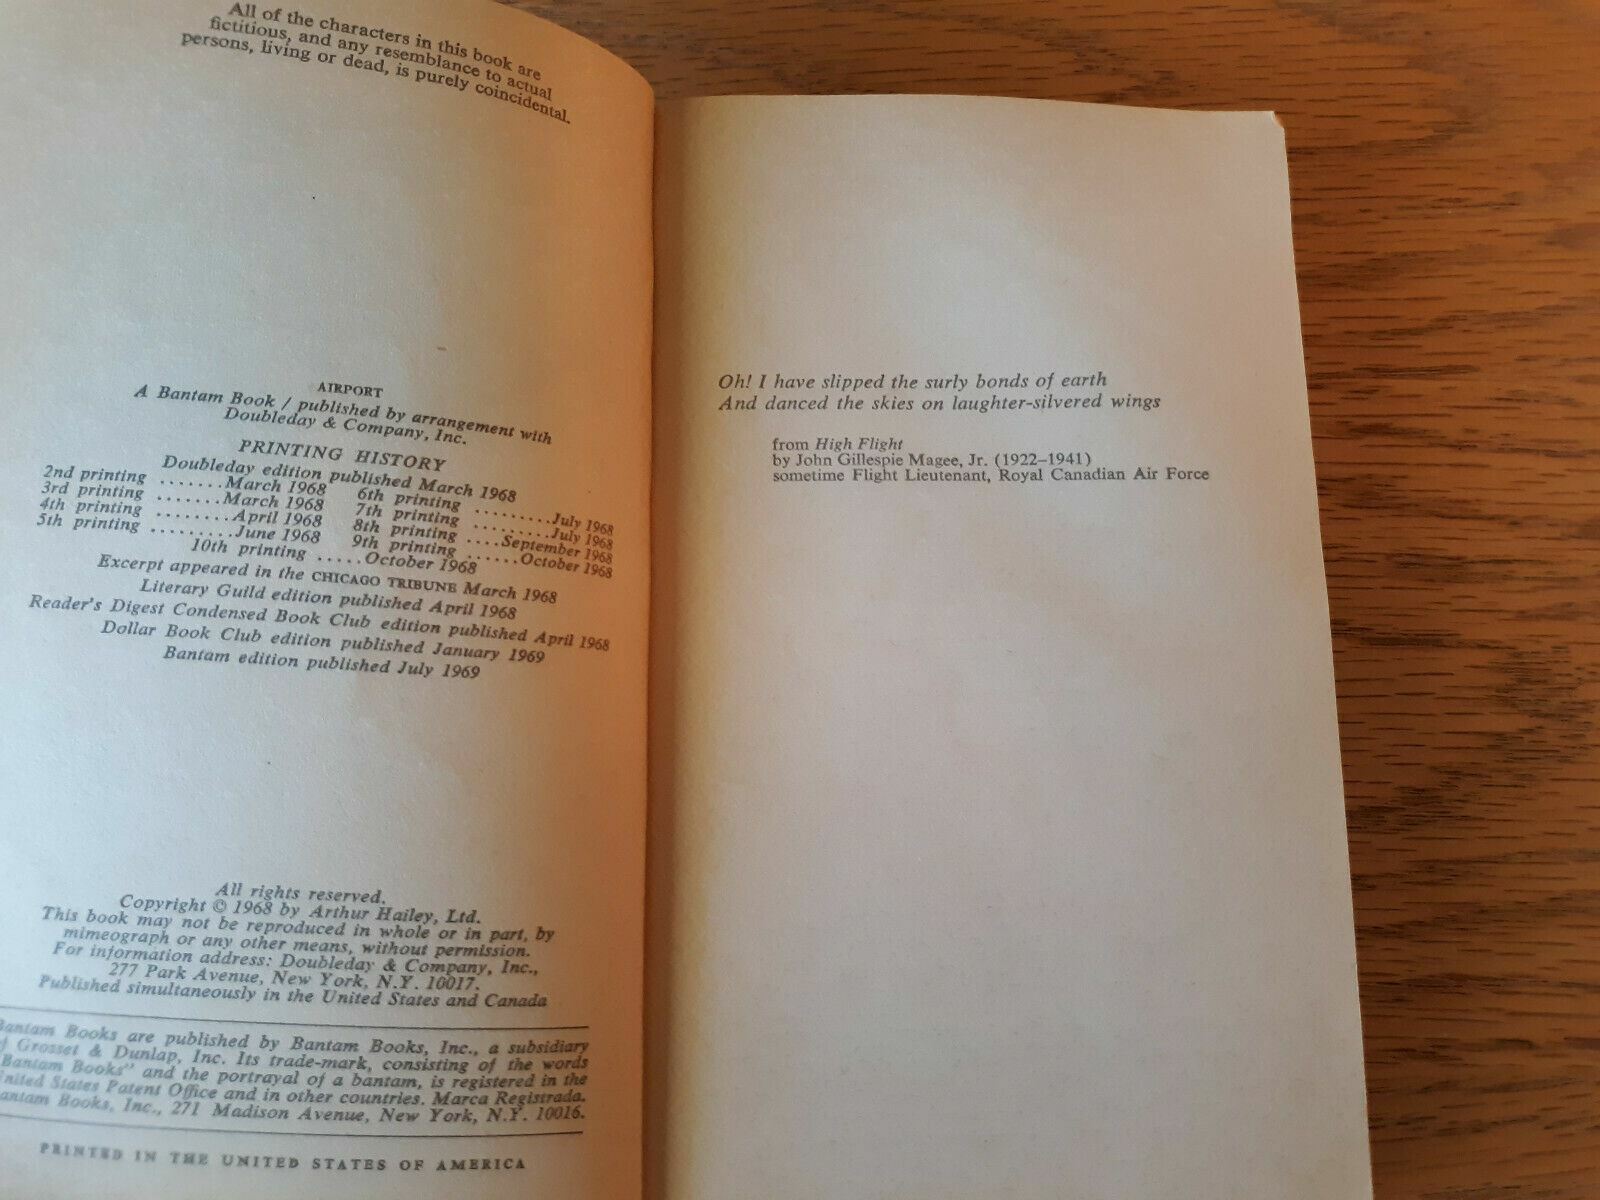 All of the characters in this book are
fictitious, and any resemblance to actual
persons, living or dead, is purely coincidental.
AIRPORT
A Bantam Book / published by arrangement with
Doubleday & Company, Inc.
PRINTING HISTORY
Doubleday edition published March 1968
2nd printing .......March 1968
3rd printing .......March 1968
4th printing ........April 1968
5th printing .........June 1968
6th printing .........July 1968
7th printing .........July 1968
8th printing ....September 1968
9th printing ......October 1968
10th printing .....October 1968
Excerpt appeared in the CHICAGO TRIBUNE March 1968
Literary Guild edition published April 1968
Reader's Digest Condensed Book Club edition published April 1968
Dollar Book Club edition published January 1969
Bantam edition published July 1969
All rights reserved.
Copyright © 1968 by Arthur Hailey, Ltd.
This book may not be reproduced in whole or in part, by
mimeograph or any other means, without permission.
For information address: Doubleday & Company, Inc.,
277 Park Avenue, New York, N.Y. 10017.
Published simultaneously in the United States and Canada
Bantam Books are published by Bantam Books, Inc., a subsidiary
of Grosset & Dunlap, Inc. Its trade-mark, consisting of the words
"Bantam Books" and the portrayal of a bantam, is registered in the
United States Patent Office and in other countries. Marca Registrada.
Bantam Books, Inc., 271 Madison Avenue, New York, N.Y. 10016.
PRINTED IN THE UNITED STATES OF AMERICA
Oh! I have slipped the surly bonds of earth
And danced the skies on laughter-silvered wings
from High Flight
by John Gillespie Magee, Jr. (1922–1941)
sometime Flight Lieutenant, Royal Canadian Air Force